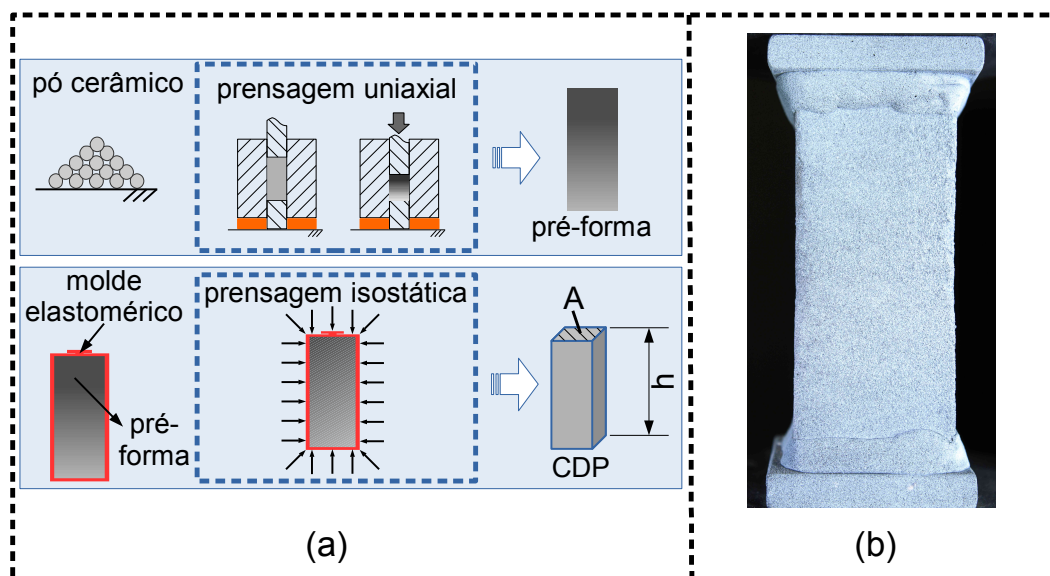 pó cerâmico
prensagem uniaxial
pré-forma
molde
elastomérico
pré-
forma
prensagem isostática
A
h
CDP
(a)
(b)